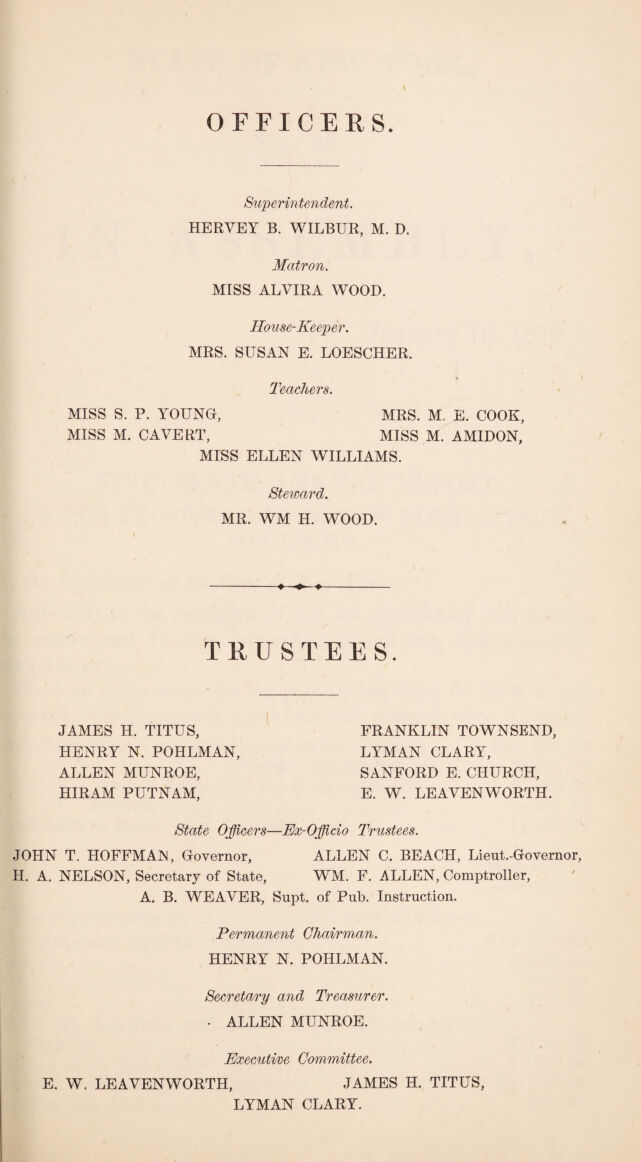 OFFICERS.
Superintendent.
HERVEY B. WILBUR, M. D.
Matron.
MISS ALVIRA WOOD.
House-Keeper.
MRS. SUSAN E. LOESCHER.
Teachers.
MISS S. P. YOUNG, MRS. M. E. COOK,
MISS M. CAVERT, MISS M. AMIDON,
MISS ELLEN WILLIAMS.
Steward.
MR. WM H. WOOD.
TRUSTEES.
JAMES H. TITUS, FRANKLIN TOWNSEND,
HENRY N. POHLMAN, LYMAN CLARY,
ALLEN MUNROE, SANFORD E. CHURCH,
HIRAM PUTNAM, E. W. LEAVENWORTH.
State Officers—Ex-Officio Trustees.
JOHN T. HOFFMAN, Governor, ALLEN C. BEACH, Lieut.-Governor,
H. A. NELSON, Secretary of State, WM. F. ALLEN, Comptroller,
A. B. WEAVER, Supt. of Pub. Instruction.
Permanent Chairman.
HENRY N. POHLMAN.
Secretary and Treasurer.
ALLEN MUNROE.
Executive Committee.
E. W. LEAVENWORTH, JAMES H. TITUS,
LYMAN CLARY.